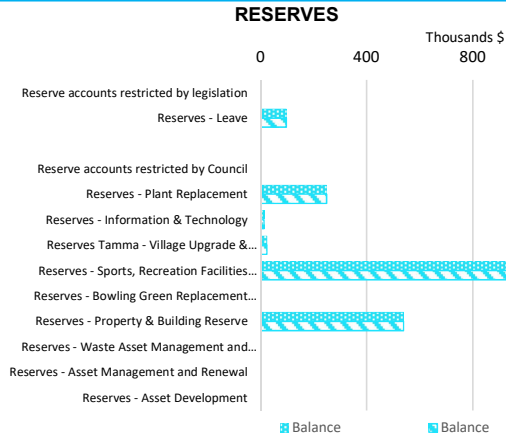 RESERVES
Thousands $
0 400 800
Reserve accounts restricted by legislation
Reserves - Leave
Reserve accounts restricted by Council
Reserves - Plant Replacement
Reserves - Information & Technology
Reserves Tamma - Village Upgrade &...
Reserves - Sports, Recreation Facilities...
Reserves - Bowling Green Replacement...
Reserves - Property & Building Reserve
Reserves - Waste Asset Management and...
Reserves - Asset Management and Renewal
Reserves - Asset Development
Balance Balance